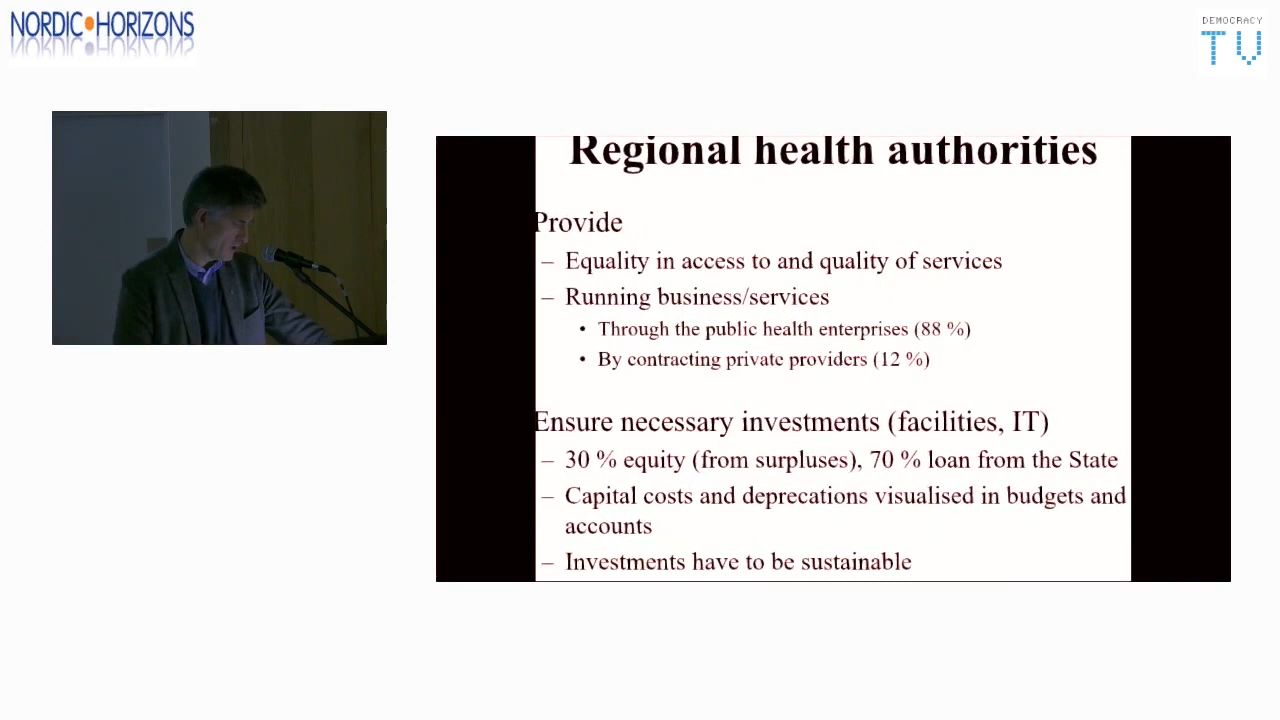 NORDIC•HORIZONS
DEMOCRACY
TV
Regional health authorities
Provide
– Equality in access to and quality of services
– Running business/services
• Through the public health enterprises (88 %)
• By contracting private providers (12 %)
Ensure necessary investments (facilities, IT)
– 30 % equity (from surpluses), 70 % loan from the State
– Capital costs and deprecations visualised in budgets and
accounts
– Investments have to be sustainable